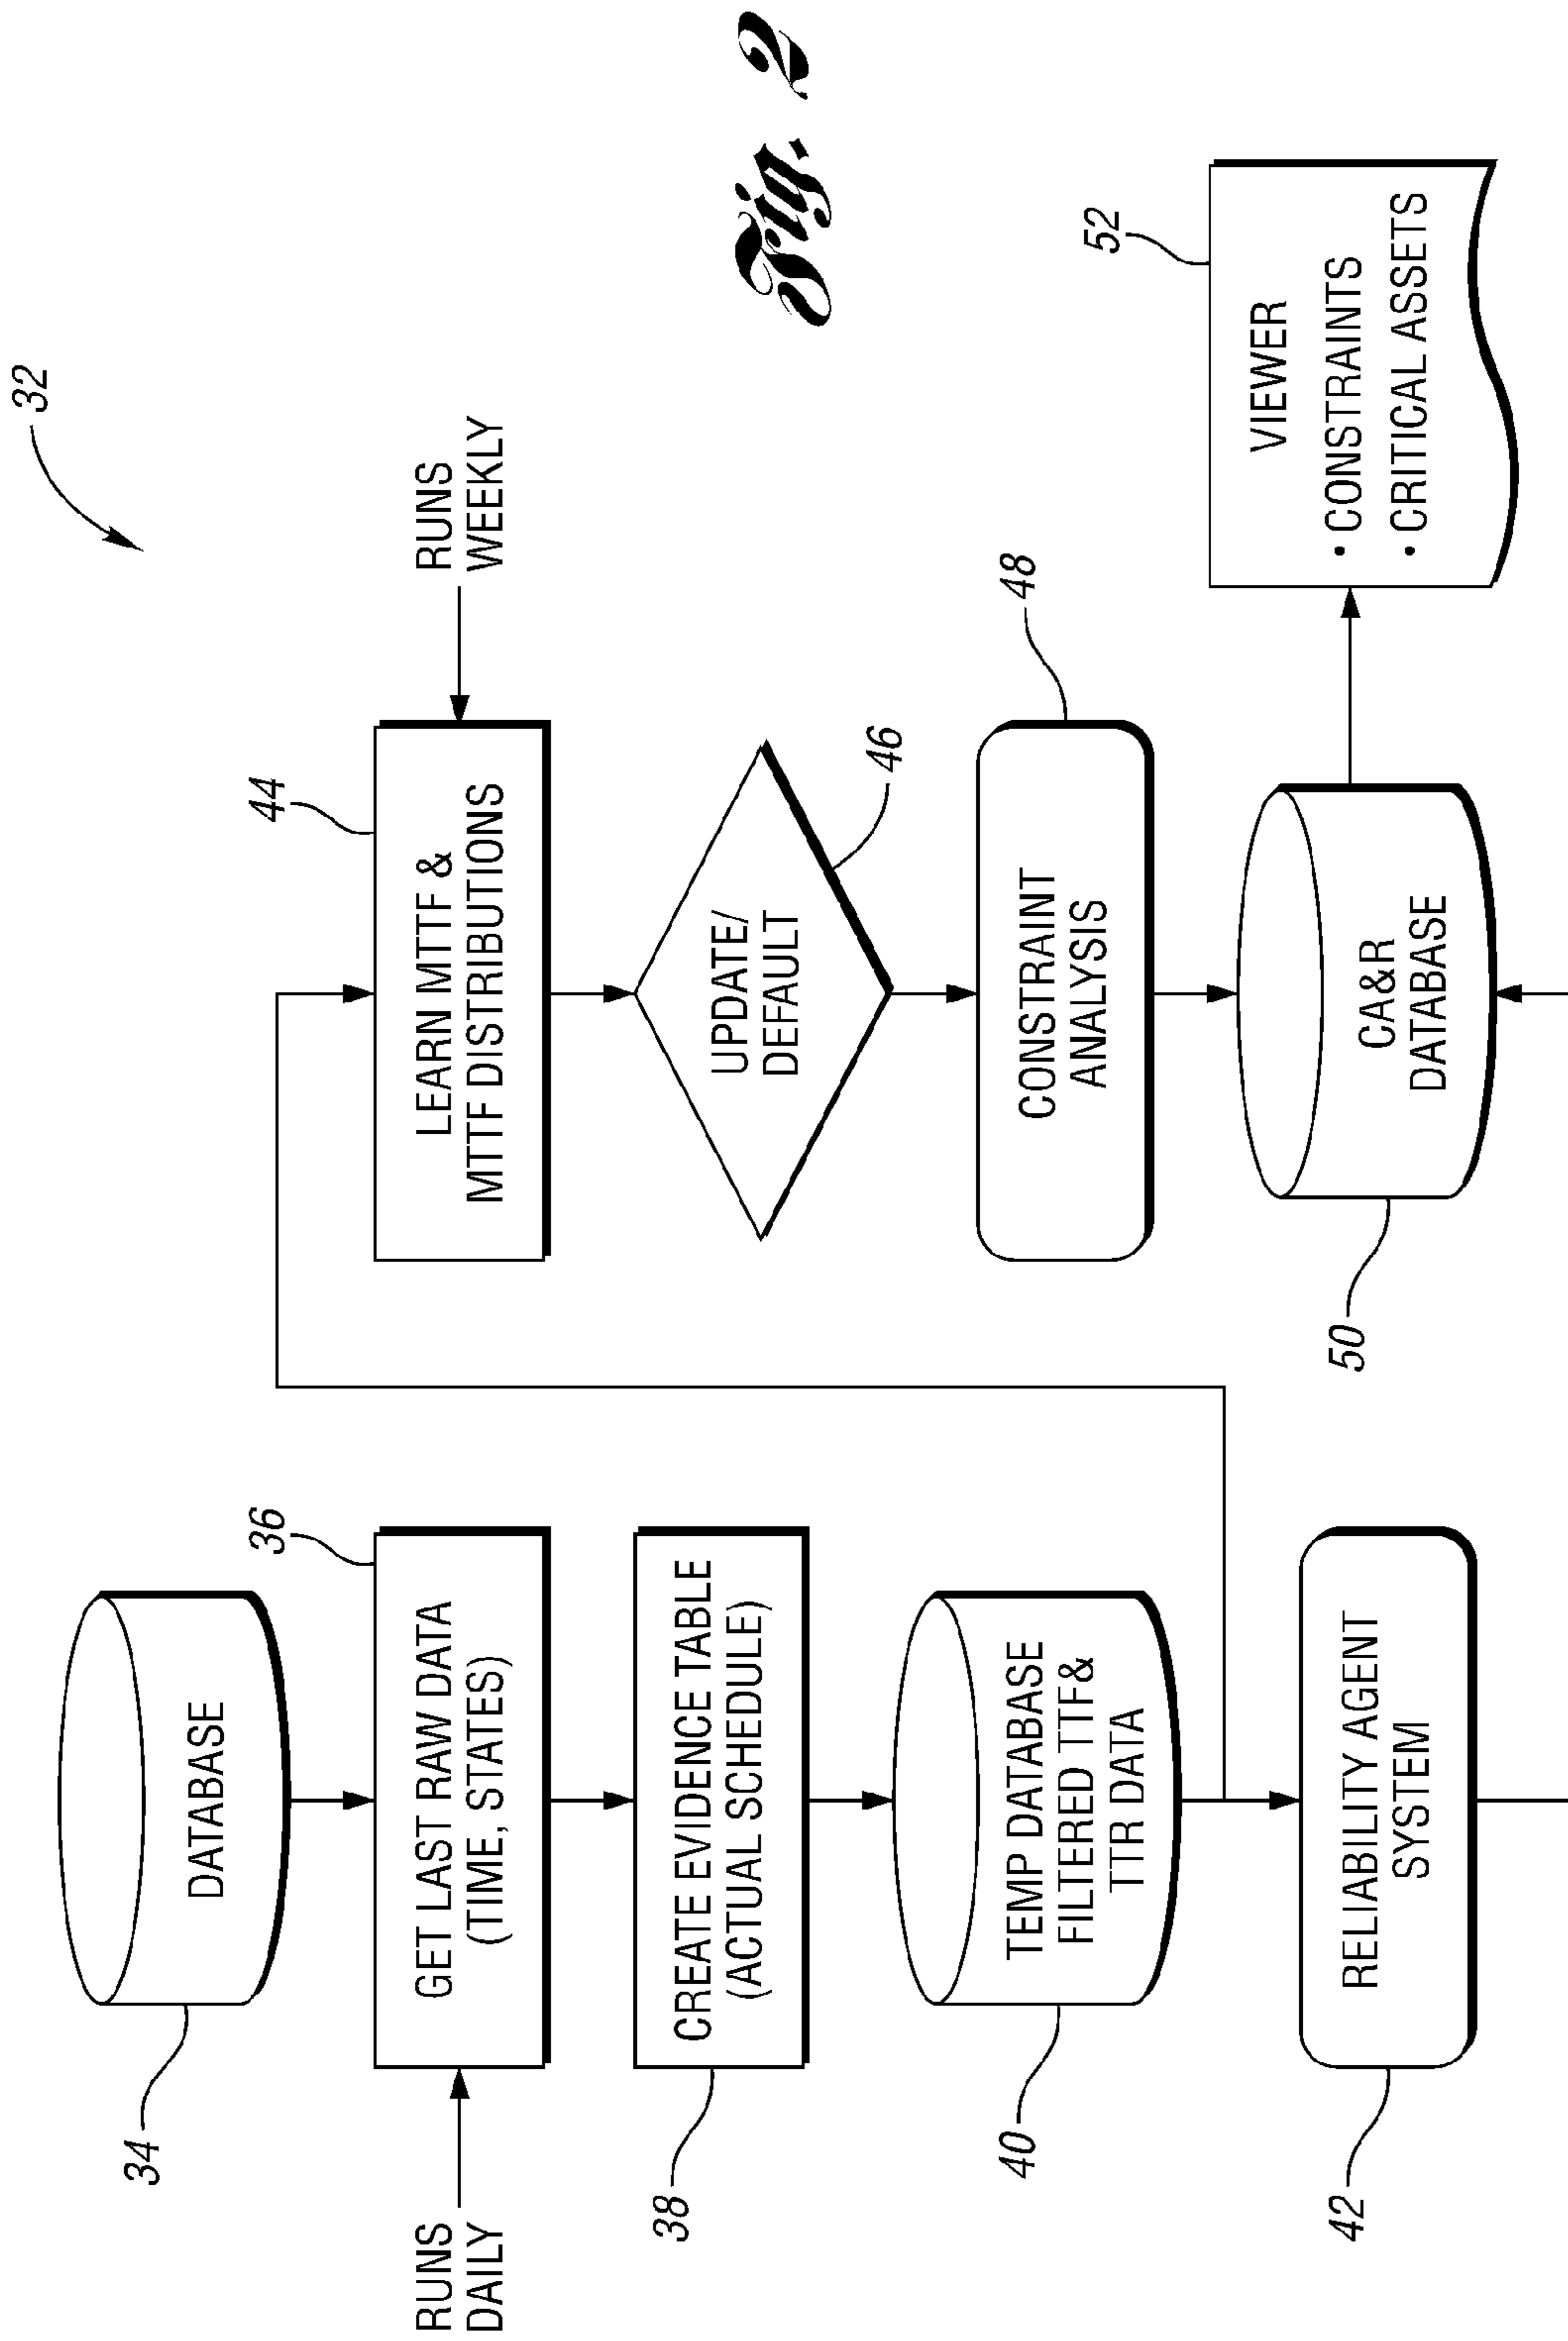 32
34
DATABASE
RUNS
DAILY
36
GET LAST RAW DATA
(TIME, STATES)
38
CREATE EVIDENCE TABLE
(ACTUAL SCHEDULE)
40
TEMP DATABASE
FILTERED TTF&
TTR DATA
42
RELIABILITY AGENT
SYSTEM
44
LEARN MTTF &
MTTF DISTRIBUTIONS
RUNS
WEEKLY
UPDATE/
DEFAULT
46
48
CONSTRAINT
ANALYSIS
50
CA&R
DATABASE
52
VIEWER
• CONSTRAINTS
• CRITICAL ASSETS
Fig. 2